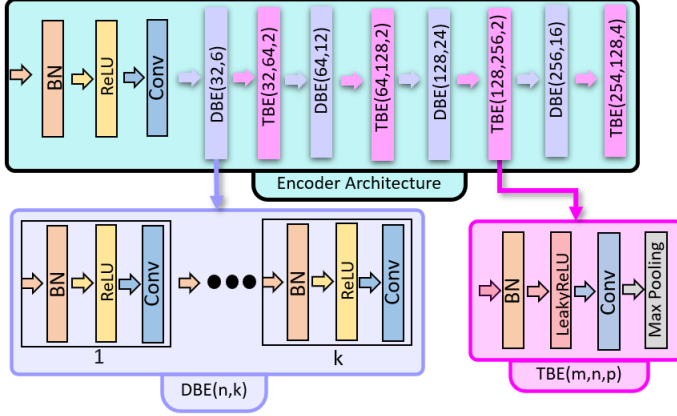 BN
ReLU
Conv
DBE(32,6)
TBE(32,64,2)
DBE(64,12)
TBE(64,128,2)
DBE(128,24)
TBE(128,256,2)
DBE(256,16)
TBE(254,128,4)
Encoder Architecture
BN
ReLU
Conv
1
BN
ReLU
Conv
k
DBE(n,k)
BN
LeakyReLU
Conv
Max Pooling
TBE(m,n,p)